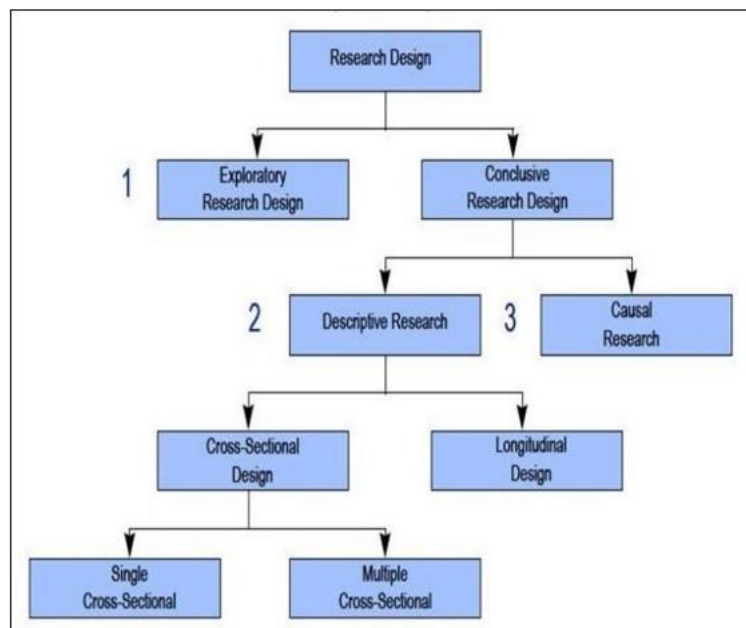 Research Design
1
Exploratory
Research Design
Conclusive
Research Design
2
Descriptive Research
3
Causal
Research
Cross-Sectional
Design
Longitudinal
Design
Single
Cross-Sectional
Multiple
Cross-Sectional